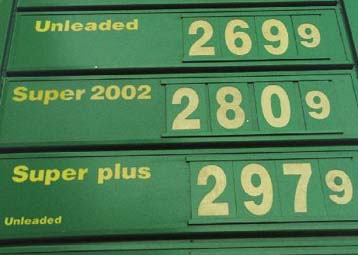 Unleaded 2699
Super 2002 2809
Super plus 2979
Unleaded